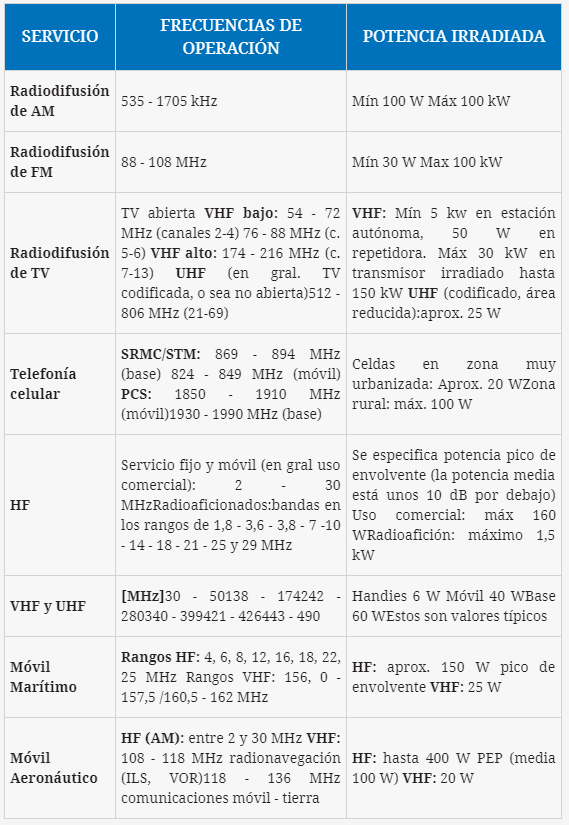 SERVICIO
FRECUENCIAS DE
OPERACIÓN
POTENCIA IRRADIADA
Radiodifusión
de AM
535 - 1705 kHz
Mín 100 W Máx 100 kW
Radiodifusión
de FM
88 - 108 MHz
Mín 30 W Max 100 kW
Radiodifusión
de TV
TV abierta VHF bajo: 54 - 72
MHz (canales 2-4) 76 - 88 MHz (c.
5-6) VHF alto: 174 - 216 MHz (c.
7-13) UHF (en gral. TV
codificada, o sea no abierta)512 -
806 MHz (21-69)
VHF: Mín 5 kw en estación
autónoma, 50 W en
repetidora. Máx 30 kW en
transmisor irradiado hasta
150 kW UHF (codificado, área
reducida):aprox. 25 W
Telefonía
celular
SRMC/STM: 869 - 894 MHz
(base) 824 - 849 MHz (móvil)
PCS: 1850 - 1910 MHz
(móvil)1930 - 1990 MHz (base)
Celdas en zona muy
urbanizada: Aprox. 20 WZona
rural: máx. 100 W
HF
Servicio fijo y móvil (en gral uso
comercial): 2 - 30
MHzRadioaficionados:bandas en
los rangos de 1,8 - 3,6 - 3,8 - 7 -10
- 14 - 18 - 21 - 25 y 29 MHz
Se especifica potencia pico de
envolvente (la potencia media
está unos 10 dB por debajo)
Uso comercial: máx 160
WRadioafición: máximo 1,5
kW
VHF y UHF
[MHz]30 - 50138 - 174242 -
280340 - 399421 - 426443 - 490
Handies 6 W Móvil 40 WBase
60 WEstos son valores típicos
Móvil
Marítimo
Rangos HF: 4, 6, 8, 12, 16, 18, 22,
25 MHz Rangos VHF: 156, 0 -
157,5 /160,5 - 162 MHz
HF: aprox. 150 W pico de
envolvente VHF: 25 W
Móvil
Aeronáutico
HF (AM): entre 2 y 30 MHz VHF:
108 - 118 MHz radionavegación
(ILS, VOR)118 - 136 MHz
comunicaciones móvil - tierra
HF: hasta 400 W PEP (media
100 W) VHF: 20 W